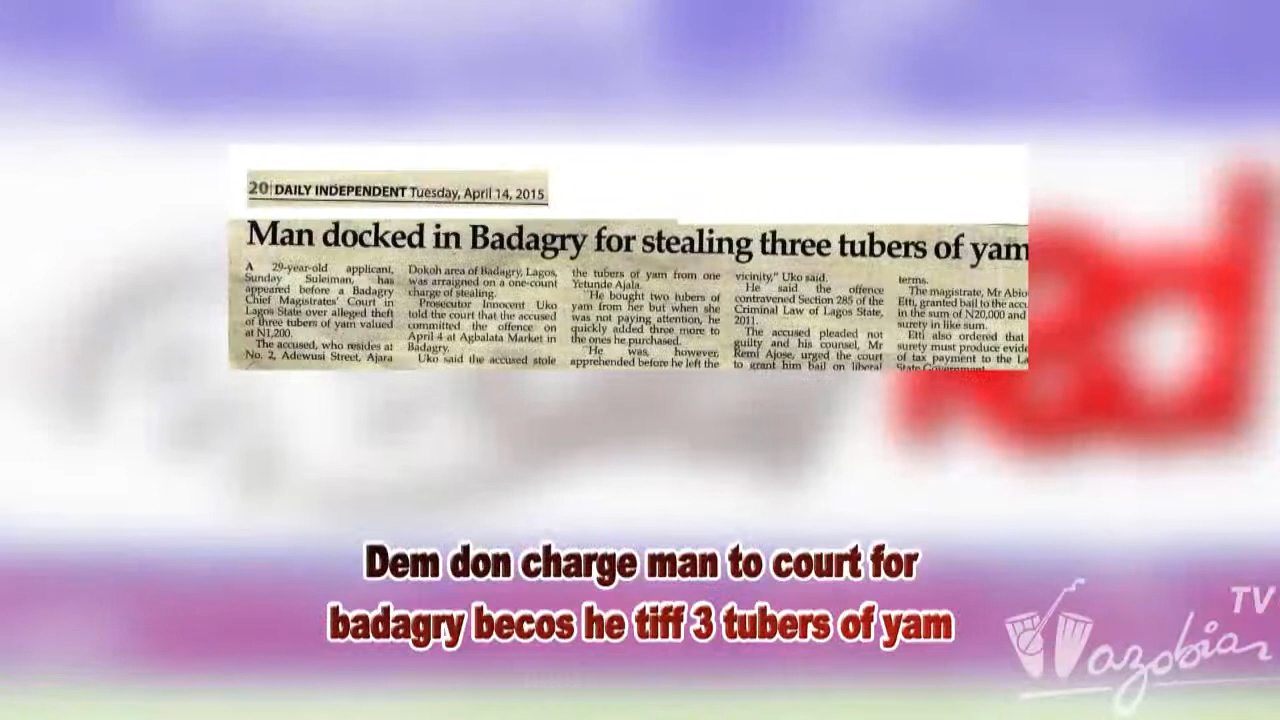 20 DAILY INDEPENDENT Tuesday, April 14, 2015
Man docked in Badagry for stealing three tubers of yam
A 29-year-old applicant,
Sunday Suleiman, has
appeared before a Badagry
Chief Magistrates' Court in
Lagos State over alleged theft
of three tubers of yam valued
at N1,200.
The accused, who resides at
No. 2, Adewusi Street, Ajara
Dokoh area of Badagry, Lagos,
was arraigned on a one-count
charge of stealing.
Prosecutor Innocent Uko
told the court that the accused
committed the offence on
April 4 at Agbalata Market in
Badagry.
Uko said the accused stole
the tubers of yam from one
Yetunde Ajala.
"He bought two tubers of
yam from her but when she
was not paying attention, he
quickly added three more to
the ones he purchased.
"He was, however,
apprehended before he left the
vicinity," Uko said.
He said the offence
contravened Section 285 of the
Criminal Law of Lagos State,
2011.
The accused pleaded not
guilty and his counsel, Mr
Remi Ajose, urged the court
to grant him bail on liberal
terms.
The magistrate, Mr Abio
Etti, granted bail to the accu
in the sum of N20,000 and
surety in like sum.
Etti also ordered that
surety must produce evide
of tax payment to the La
State Government.
Red
Dem don charge man to court for
badagry becos he tiff 3 tubers of yam
TV
Wazobia